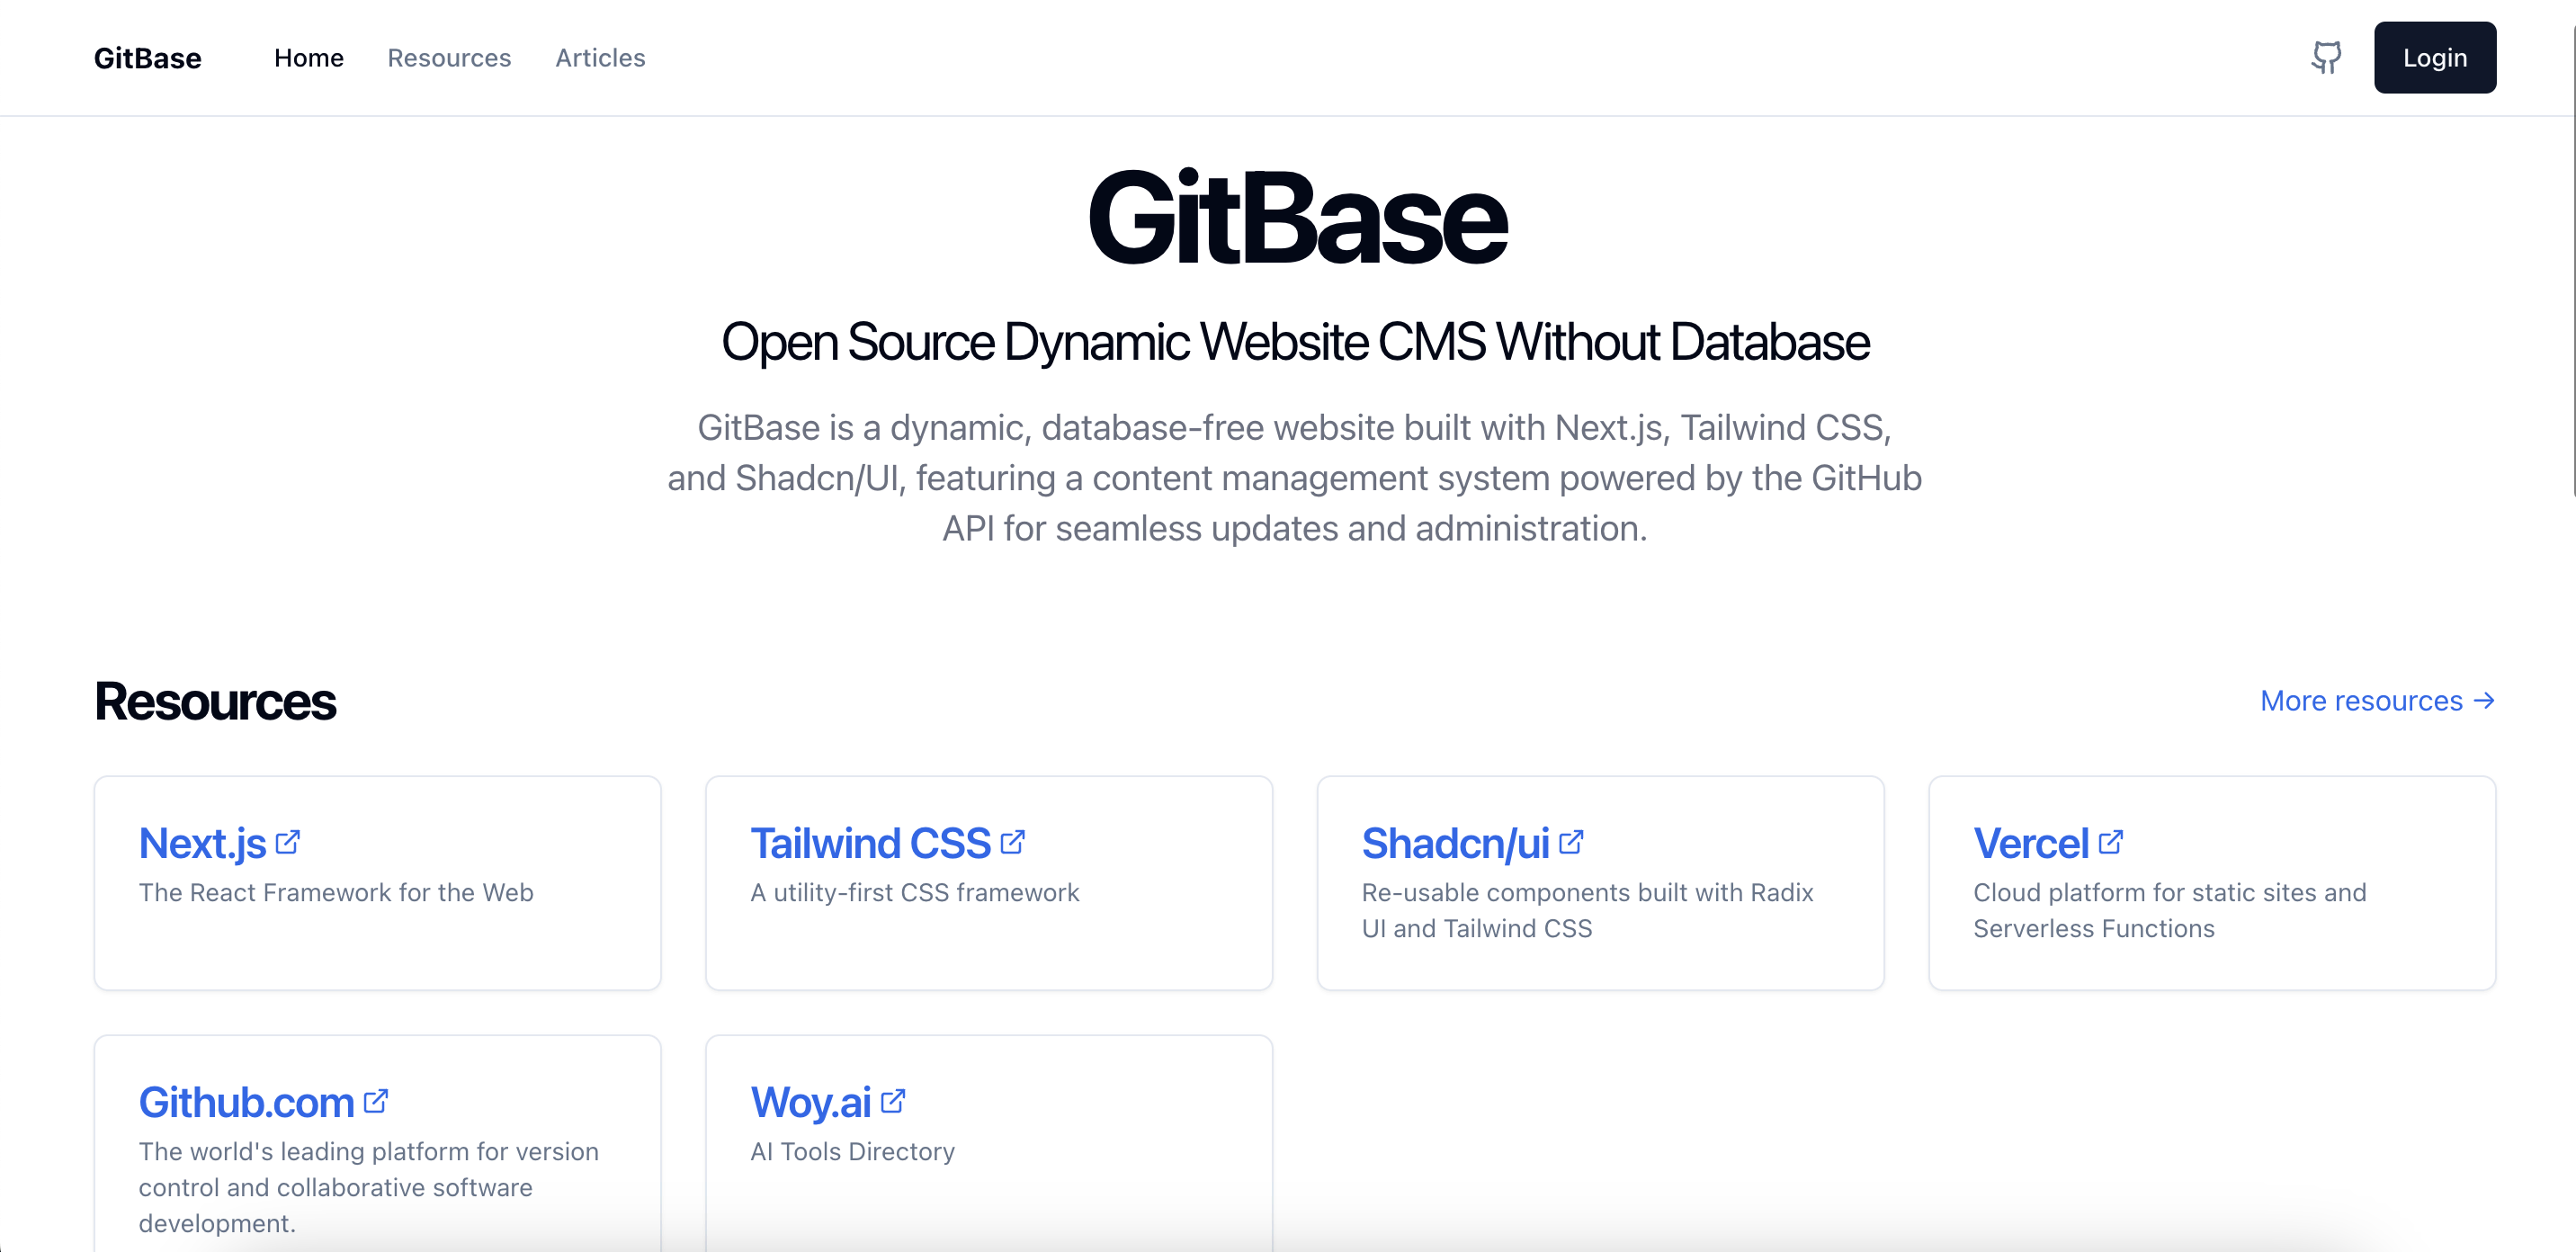 GitBase
Home
Resources
Articles
Login
GitBase
Open Source Dynamic Website CMS Without Database
GitBase is a dynamic, database-free website built with Next.js, Tailwind CSS,
and Shadcn/UI, featuring a content management system powered by the GitHub
API for seamless updates and administration.
Resources
More resources →
Next.js
The React Framework for the Web
Tailwind CSS
A utility-first CSS framework
Shadcn/ui
Re-usable components built with Radix
UI and Tailwind CSS
Vercel
Cloud platform for static sites and
Serverless Functions
Github.com
The world's leading platform for version
control and collaborative software
development.
Woy.ai
AI Tools Directory